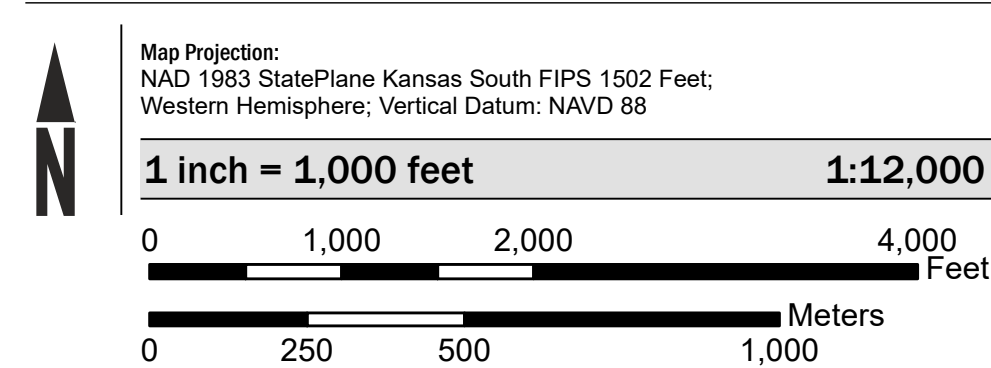 Map Projection:
NAD 1983 StatePlane Kansas South FIPS 1502 Feet;
Western Hemisphere; Vertical Datum: NAVD 88
N
1 inch = 1,000 feet 1:12,000
0 1,000 2,000 4,000
Feet
Meters
0 250 500 1,000